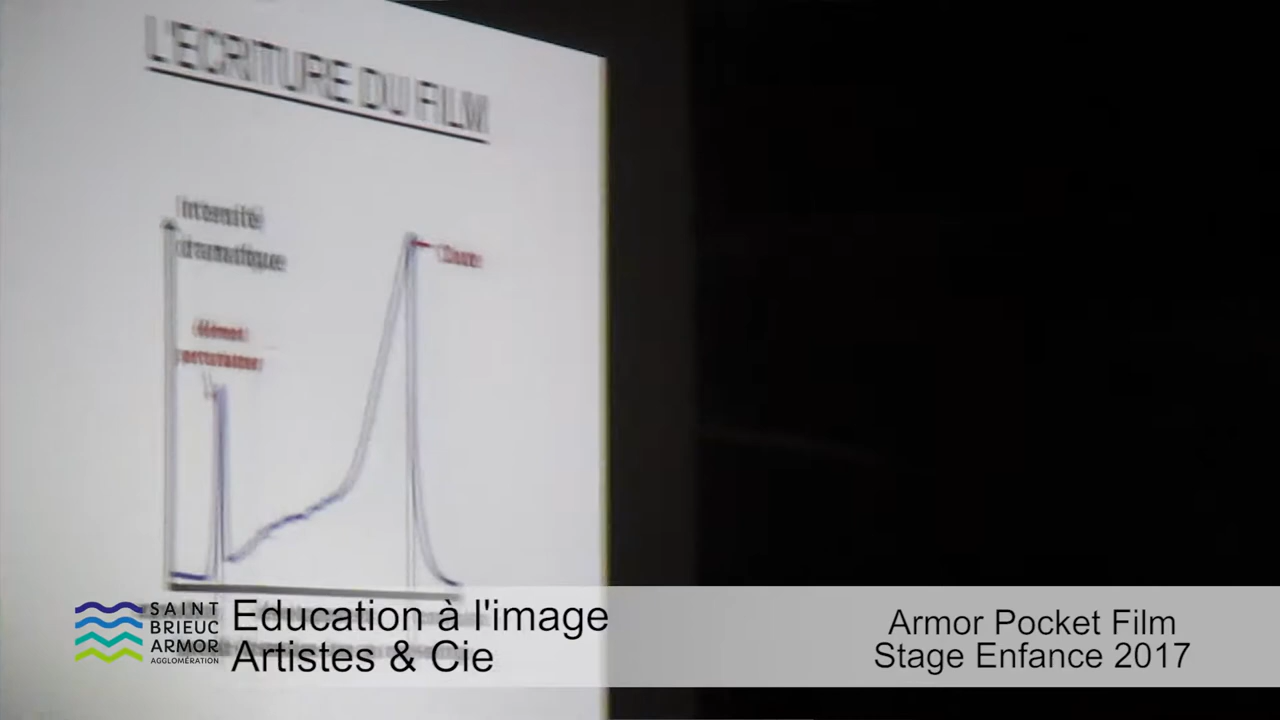 L'ECRITURE DU FILM
Intensité
dramatique
SAINT
BRIEUC
ARMOR
AGGLOMÉRATION
Education à l'image
Artistes & Cie
Armor Pocket Film
Stage Enfance 2017